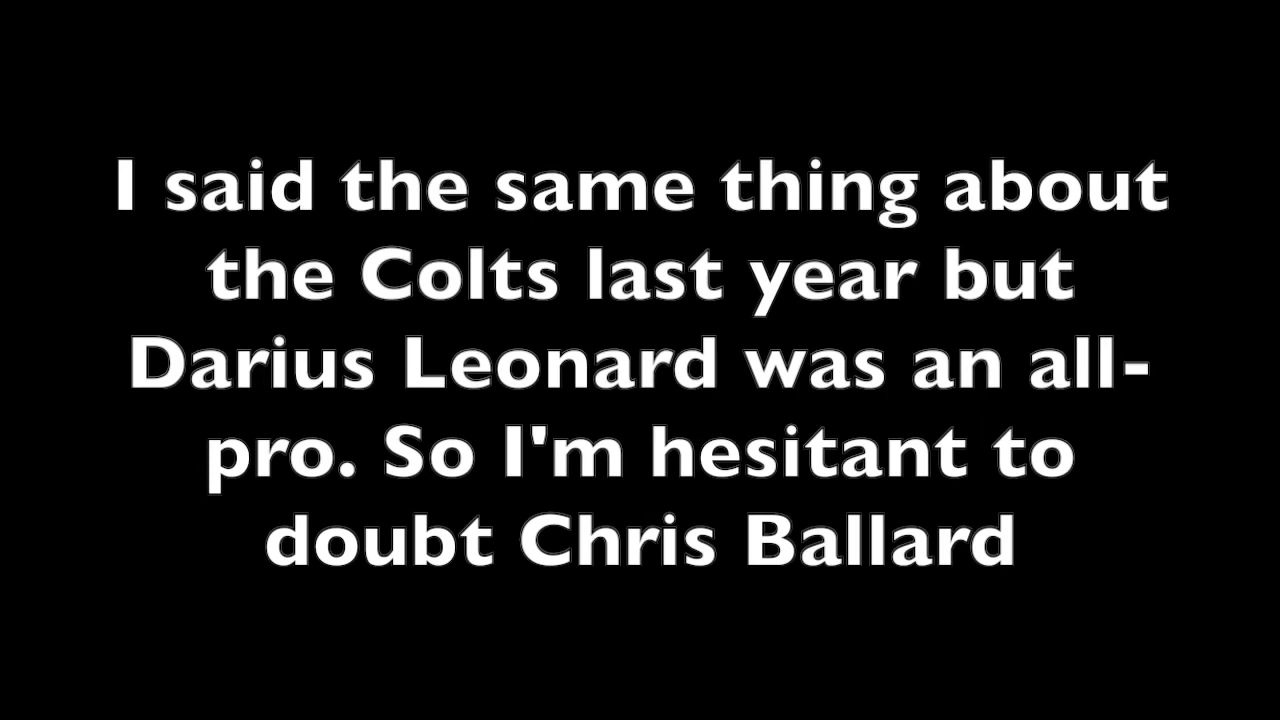 I said the same thing about
the Colts last year but
Darius Leonard was an all-
pro. So I'm hesitant to
doubt Chris Ballard